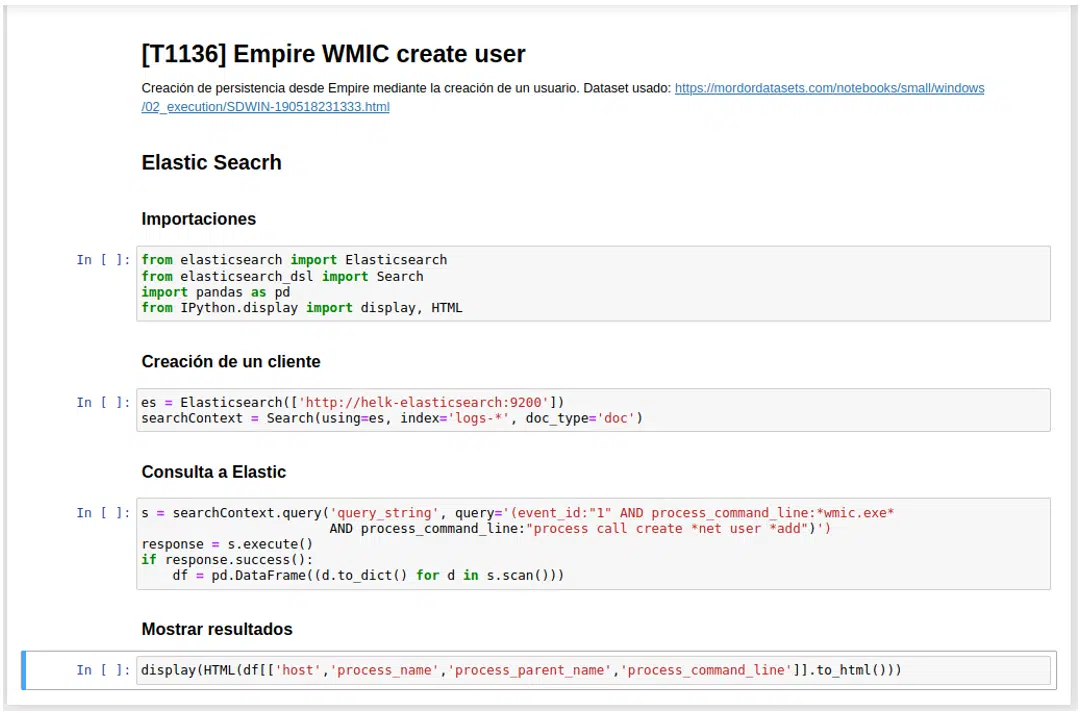 [T1136] Empire WMIC create user
Creación de persistencia desde Empire mediante la creación de un usuario. Dataset usado: https://mordordatasets.com/notebooks/small/windows
/02_execution/SDWIN-190518231333.html
Elastic Seacrh
Importaciones
In [ ]: from elasticsearch import Elasticsearch
from elasticsearch_dsl import Search
import pandas as pd
from IPython.display import display, HTML
Creación de un cliente
In [ ]: es = Elasticsearch(['http://helk-elasticsearch:9200'])
searchContext = Search(using=es, index='logs-*', doc_type='doc')
Consulta a Elastic
In [ ]: s = searchContext.query('query_string', query='(event_id:"1" AND process_command_line:*wmic.exe*
AND process_command_line:"process call create *net user *add")')
response = s.execute()
if response.success():
    df = pd.DataFrame((d.to_dict() for d in s.scan()))
Mostrar resultados
In [ ]: display(HTML(df[['host','process_name','process_parent_name','process_command_line']].to_html()))